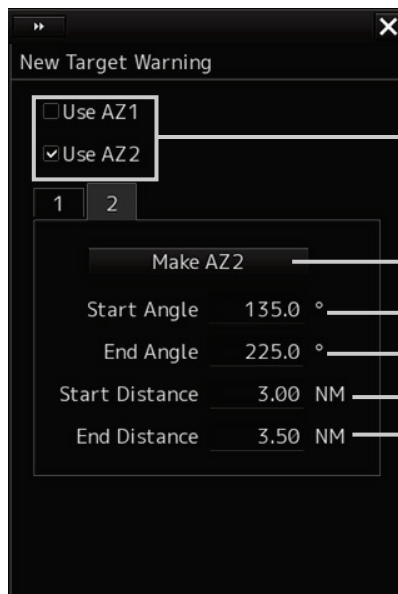 New Target Warning
Use AZ1
Use AZ2
1 2
Make AZ2
Start Angle 135.0 °
End Angle 225.0 °
Start Distance 3.00 NM
End Distance 3.50 NM